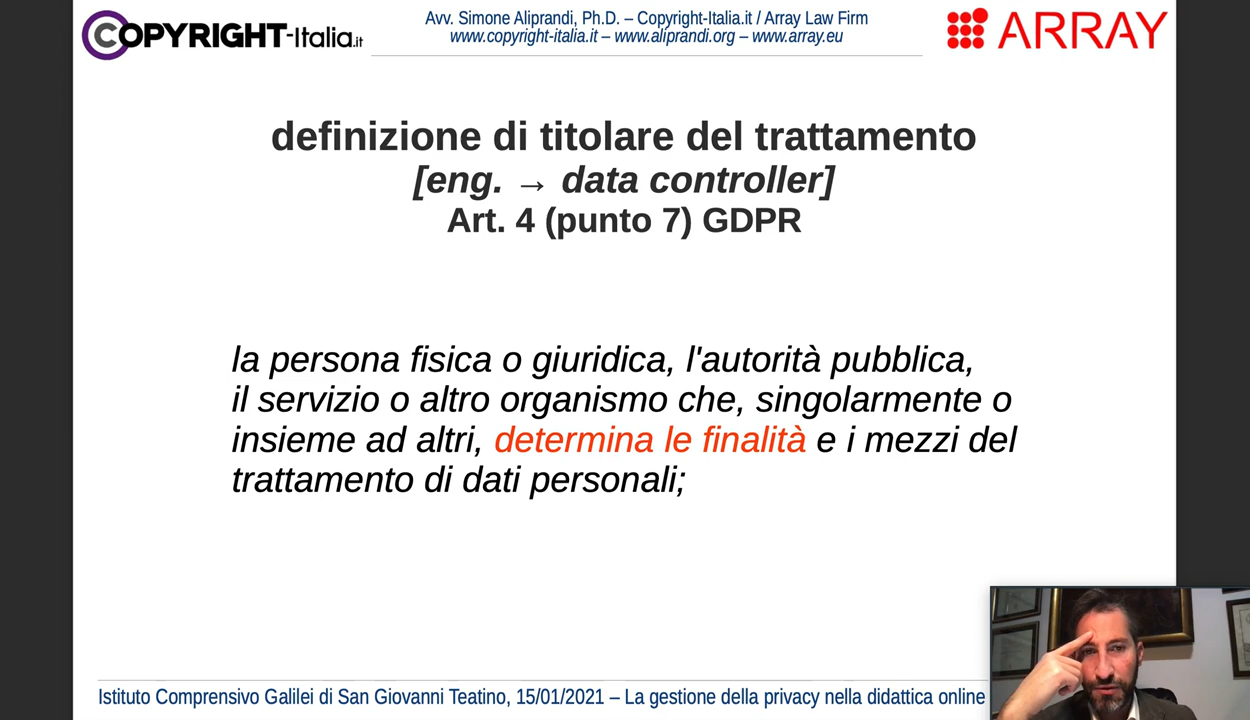 COPYRIGHT-Italia.it
Avv. Simone Aliprandi, Ph.D. – Copyright-Italia.it / Array Law Firm
www.copyright-italia.it – www.aliprandi.org – www.array.eu
ARRAY
definizione di titolare del trattamento
[eng. → data controller]
Art. 4 (punto 7) GDPR
la persona fisica o giuridica, l'autorità pubblica,
il servizio o altro organismo che, singolarmente o
insieme ad altri, determina le finalità e i mezzi del
trattamento di dati personali;
Istituto Comprensivo Galilei di San Giovanni Teatino, 15/01/2021 – La gestione della privacy nella didattica online